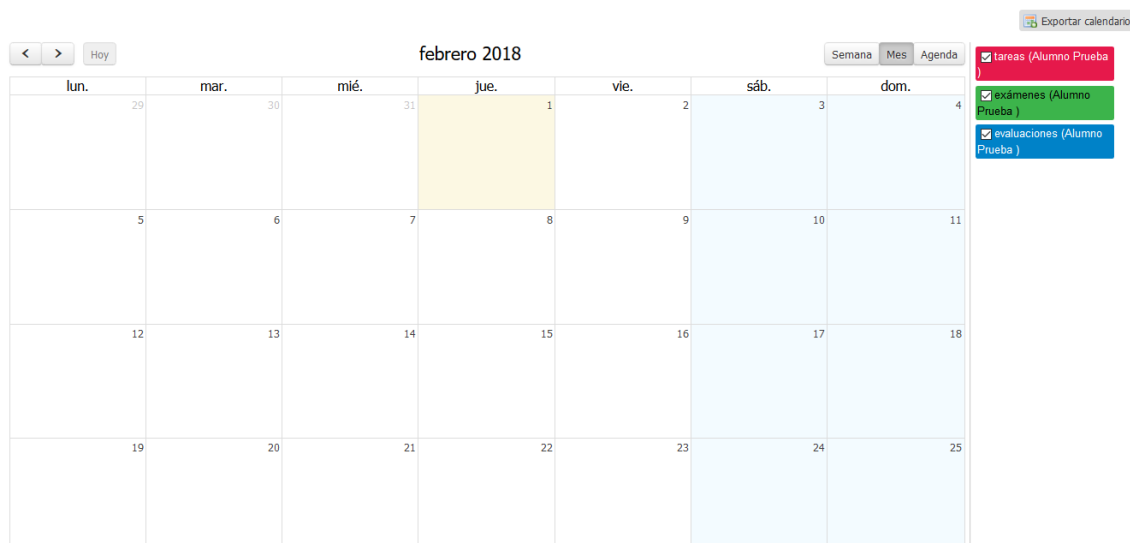 Exportar calendario
Hoy
febrero 2018
Semana Mes Agenda
lun. mar. mié. jue. vie. sáb. dom.
29 30 31 1 2 3 4
5 6 7 8 9 10 11
12 13 14 15 16 17 18
19 20 21 22 23 24 25
tareas (Alumno Prueba
)
exámenes (Alumno
Prueba )
evaluaciones (Alumno
Prueba )